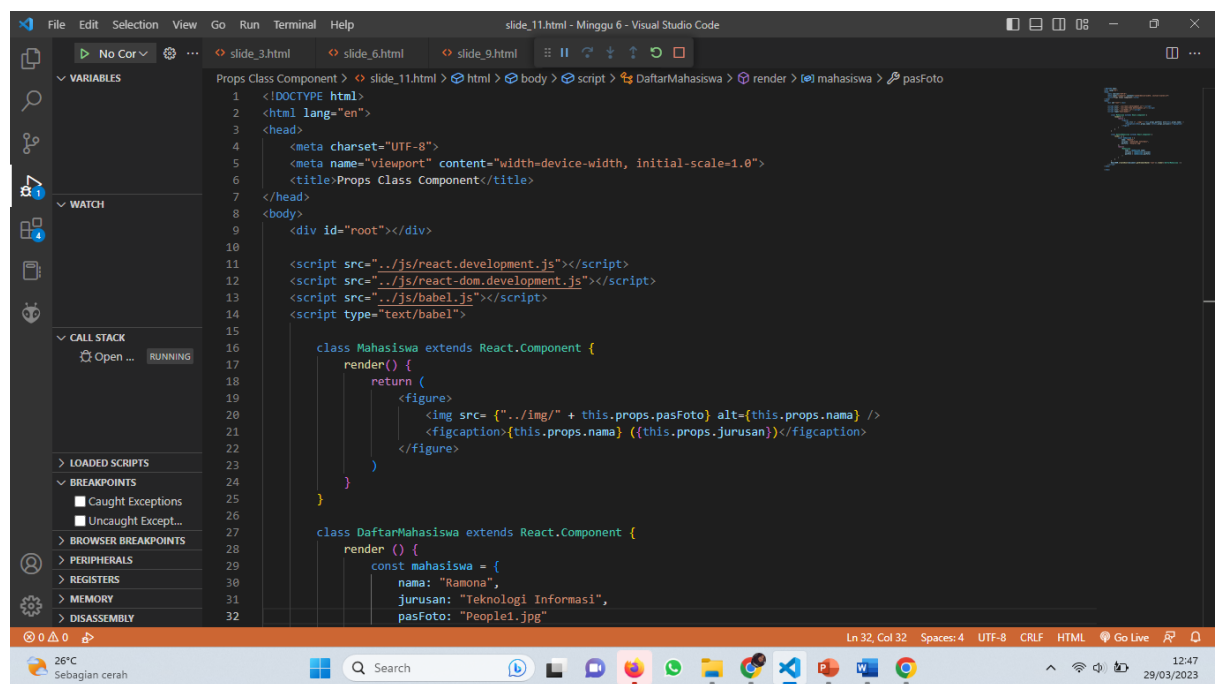 File Edit Selection View Go Run Terminal Help slide_11.html - Minggu 6 - Visual Studio Code
No Cor ··· slide_3.html slide_6.html slide_9.html
VARIABLES
WATCH
CALL STACK
Open ... RUNNING
LOADED SCRIPTS
BREAKPOINTS
Caught Exceptions
Uncaught Except...
BROWSER BREAKPOINTS
PERIPHERALS
REGISTERS
MEMORY
DISASSEMBLY
1
4
Props Class Component > slide_11.html > html > body > script > DaftarMahasiswa > render > mahasiswa > pasFoto
1 <!DOCTYPE html>
2 <html lang="en">
3 <head>
4     <meta charset="UTF-8">
5     <meta name="viewport" content="width=device-width, initial-scale=1.0">
6     <title>Props Class Component</title>
7 </head>
8 <body>
9     <div id="root"></div>
10
11     <script src="../js/react.development.js"></script>
12     <script src="../js/react-dom.development.js"></script>
13     <script src="../js/babel.js"></script>
14     <script type="text/babel">
15
16         class Mahasiswa extends React.Component {
17             render() {
18                 return (
19                     <figure>
20                         <img src= {"../img/" + this.props.pasFoto} alt={this.props.nama} />
21                         <figcaption>{this.props.nama} ({this.props.jurusan})</figcaption>
22                     </figure>
23                 )
24             }
25         }
26
27         class DaftarMahasiswa extends React.Component {
28             render () {
29                 const mahasiswa = {
30                     nama: "Ramona",
31                     jurusan: "Teknologi Informasi",
32                     pasFoto: "People1.jpg"
0 0 Ln 32, Col 32 Spaces: 4 UTF-8 CRLF HTML Go Live
26°C
Sebagian cerah
Search
12:47
29/03/2023